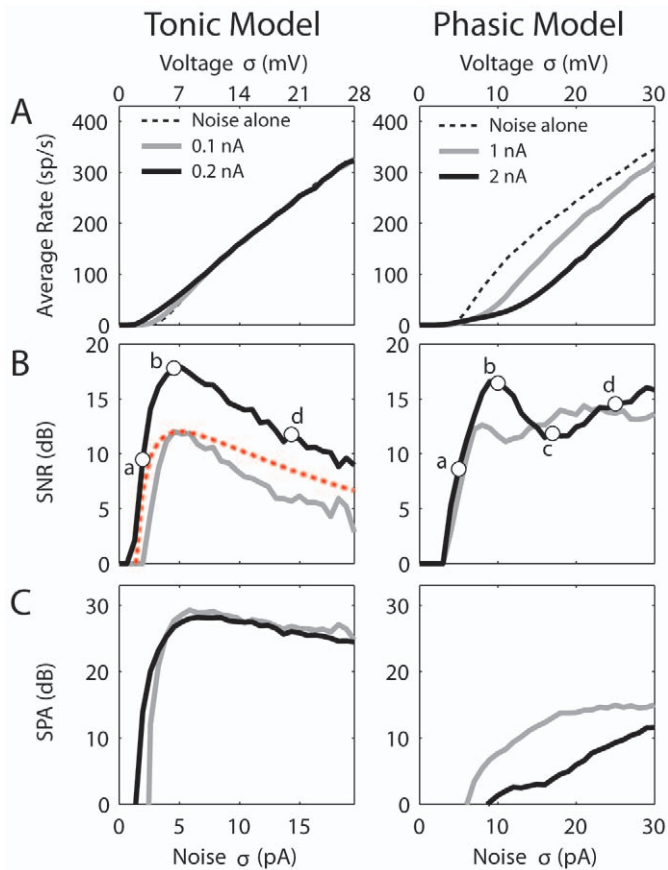 Tonic Model Phasic Model
Voltage σ (mV) Voltage σ (mV)
0 7 14 21 28 0 10 20 30
A
400
300
200
100
0
Average Rate (sp/s)
Noise alone
0.1 nA
0.2 nA
400
300
200
100
0
Noise alone
1 nA
2 nA
B
20
15
10
5
0
SNR (dB)
a
b
d
20
15
10
5
0
a
b
c
d
C
30
20
10
0
SPA (dB)
0 5 10 15
Noise σ (pA)
30
20
10
0
0 10 20 30
Noise σ (pA)